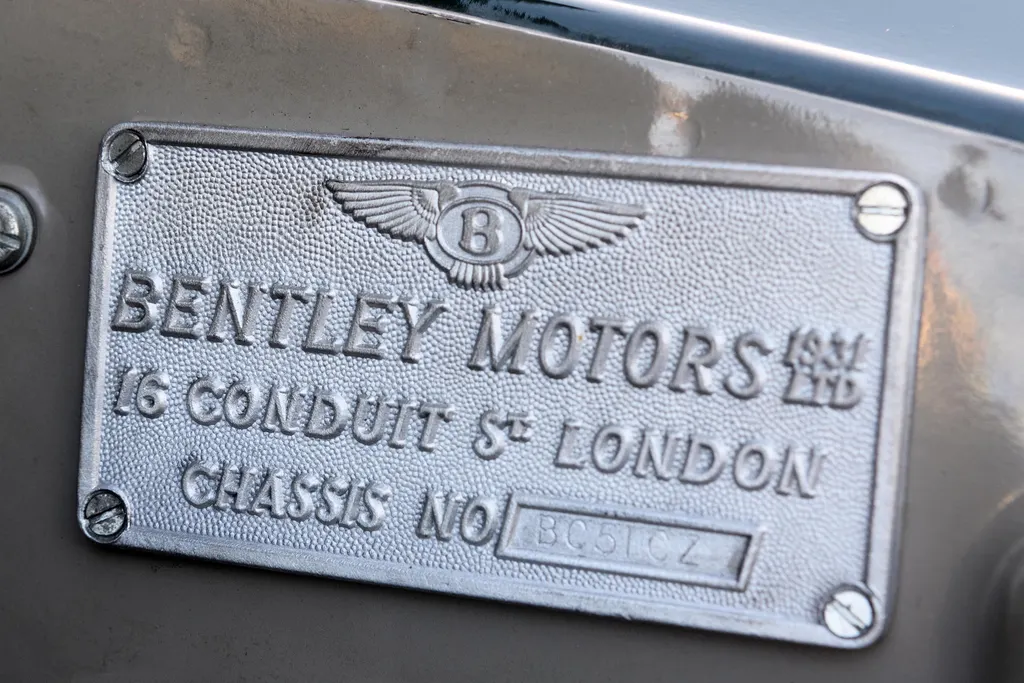 B
BENTLEY MOTORS 1931 LTD
16 CONDUIT ST LONDON
CHASSIS NO BC51CZ